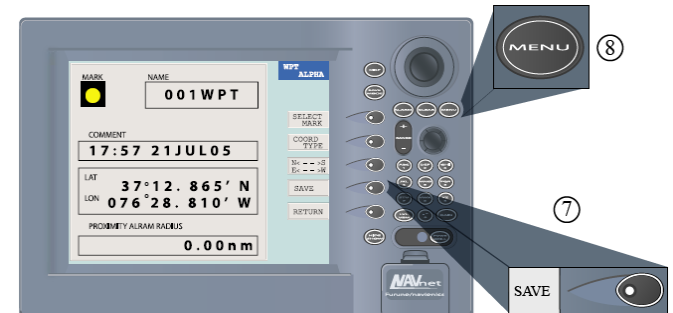 MENU
⑧
WPT
ALPHA
MARK
NAME
001WPT
SELECT
MARK
COMMENT
17:57 21JUL05
COORD
TYPE
N<-->S
E<-->W
LAT
37°12.865' N
LON
076°28.810' W
SAVE
RETURN
PROXIMITY ALRAM RADIUS
0.00nm
⑦
SAVE
NAVnet